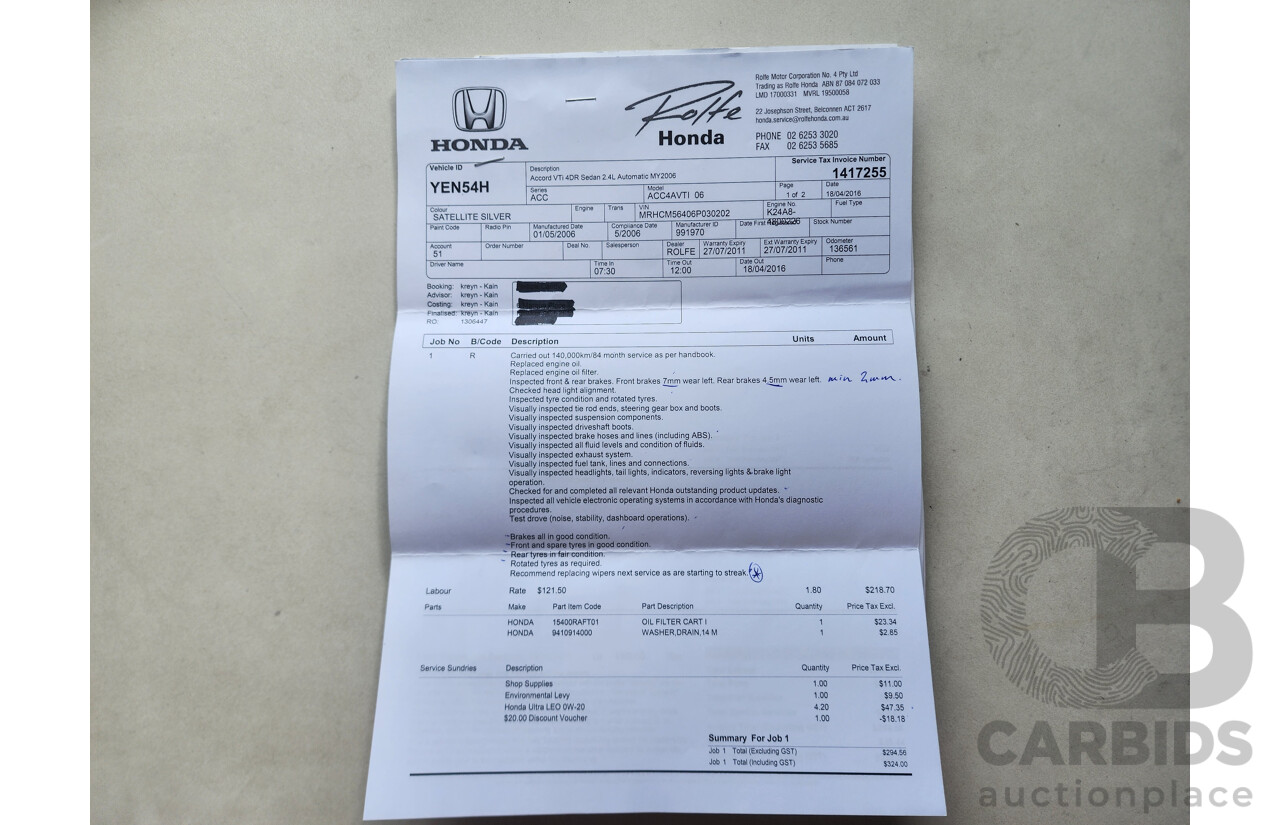 HONDA
Rolfe
Honda
Rolfe Motor Corporation No. 4 Pty Ltd
Trading as Rolfe Honda ABN 87 084 072 033
LMD 17000331 MVRL 19500058
22 Josephson Street, Belconnen ACT 2617
honda.service@rolfehonda.com.au
PHONE 02 6253 3020
FAX 02 6253 5685
Vehicle ID
YEN54H
Description
Accord VTi 4DR Sedan 2.4L Automatic MY2006
Service Tax Invoice Number
1417255
Series
ACC
Model
ACC4AVTI 06
Page
1 of 2
Date
18/04/2016
Colour
SATELLITE SILVER
Engine
Trans
VIN
MRHCM56406P030202
Engine No.
K24A8-
Fuel Type
Paint Code
Radio Pin
Manufactured Date
01/05/2006
Compliance Date
5/2006
Manufacturer ID
991970
Date First
Stock Number
Account
51
Order Number
Deal No.
Salesperson
Dealer
ROLFE
Warranty Expiry
27/07/2011
Ext Warranty Expiry
27/07/2011
Odometer
136561
Driver Name
Time In
07:30
Time Out
12:00
Date Out
18/04/2016
Phone
Booking: kreyn - Kain
Advisor: kreyn - Kain
Costing: kreyn - Kain
Finalised: kreyn - Kain
RO: 1306447
Job No B/Code Description Units Amount
1 R Carried out 140,000km/84 month service as per handbook.
Replaced engine oil.
Replaced engine oil filter.
Inspected front & rear brakes. Front brakes 7mm wear left. Rear brakes 4.5mm wear left. min 2mm.
Checked head light alignment.
Inspected tyre condition and rotated tyres.
Visually inspected tie rod ends, steering gear box and boots.
Visually inspected suspension components.
Visually inspected driveshaft boots.
Visually inspected brake hoses and lines (including ABS).
Visually inspected all fluid levels and condition of fluids.
Visually inspected exhaust system.
Visually inspected fuel tank, lines and connections.
Visually inspected headlights, tail lights, indicators, reversing lights & brake light
operation.
Checked for and completed all relevant Honda outstanding product updates.
Inspected all vehicle electronic operating systems in accordance with Honda's diagnostic
procedures.
Test drove (noise, stability, dashboard operations).
Brakes all in good condition.
Front and spare tyres in good condition.
Rear tyres in fair condition.
Rotated tyres as required.
Recommend replacing wipers next service as are starting to streak. *
Labour Rate $121.50 1.80 $218.70
Parts Make Part Item Code Part Description Quantity Price Tax Excl.
HONDA 15400RAFT01 OIL FILTER CART I 1 $23.34
HONDA 9410914000 WASHER,DRAIN,14 M 1 $2.85
Service Sundries Description Quantity Price Tax Excl.
Shop Supplies 1.00 $11.00
Environmental Levy 1.00 $9.50
Honda Ultra LEO 0W-20 4.20 $47.35
$20.00 Discount Voucher 1.00 -$18.18
Summary For Job 1
Job 1 Total (Excluding GST) $294.56
Job 1 Total (Including GST) $324.00
CB
CARBIDS
auctionplace